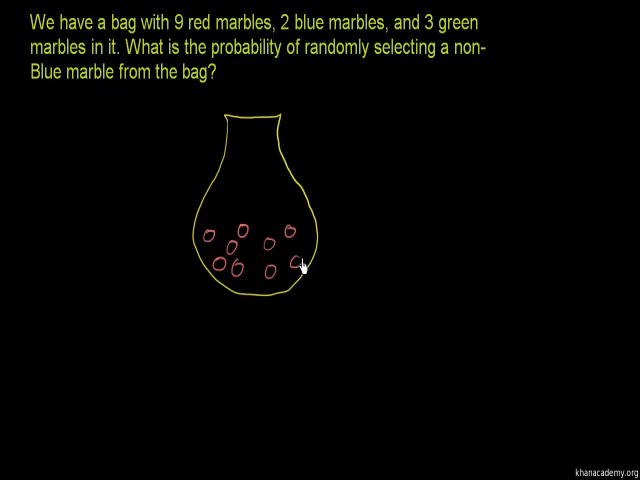 We have a bag with 9 red marbles, 2 blue marbles, and 3 green
marbles in it. What is the probability of randomly selecting a non-
Blue marble from the bag?
khanacademy.org